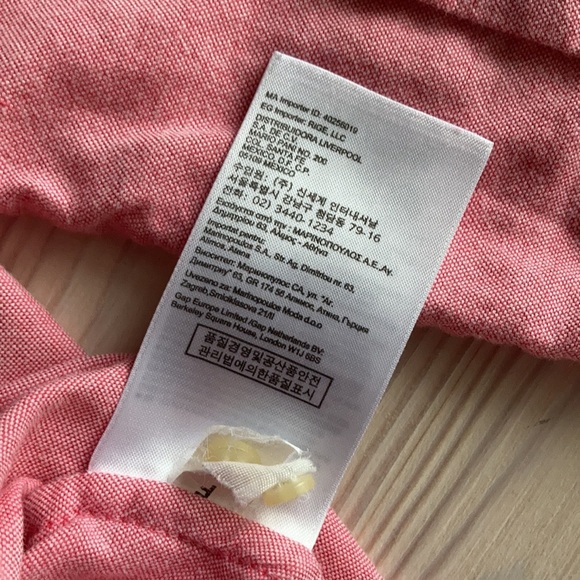 MA Importer ID: 40256019
EG Importer: RIGE, LLC
DISTRIBUIDORA LIVERPOOL
S.A. DE C.V.
MARIO PANI NO. 200
COL. SANTA FE
MEXICO, D.F. C.P.
05109 MEXICO
수입원: (주) 신세계 인터내셔날
서울특별시 강남구 청담동 79-16
전화: 02) 3440-1234
Εισάγεται από την: ΜΑΡΙΝΟΠΟΥΛΟΣ Α.Ε, Αγ.
Δημητρίου 63, Άλιμος - Αθήνα
Importat pentru:
Marinopoulos S.A., Str. Ag. Dimitriou nr. 63,
Alimos, Atena
Вносител: Маринопулос СА, ул. "Аг.
Димитриу" 63, GR 174 56 Алимос, Атина, Гърция
Uvezeno za: Marinopoulos Moda d.o.o
Zagreb, Smiciklasova 21/II
Gap Europe Limited /Gap Netherlands BV:
Berkeley Square House, London W1J 6BS
품질경영및공산품안전
관리법에의한품질표시